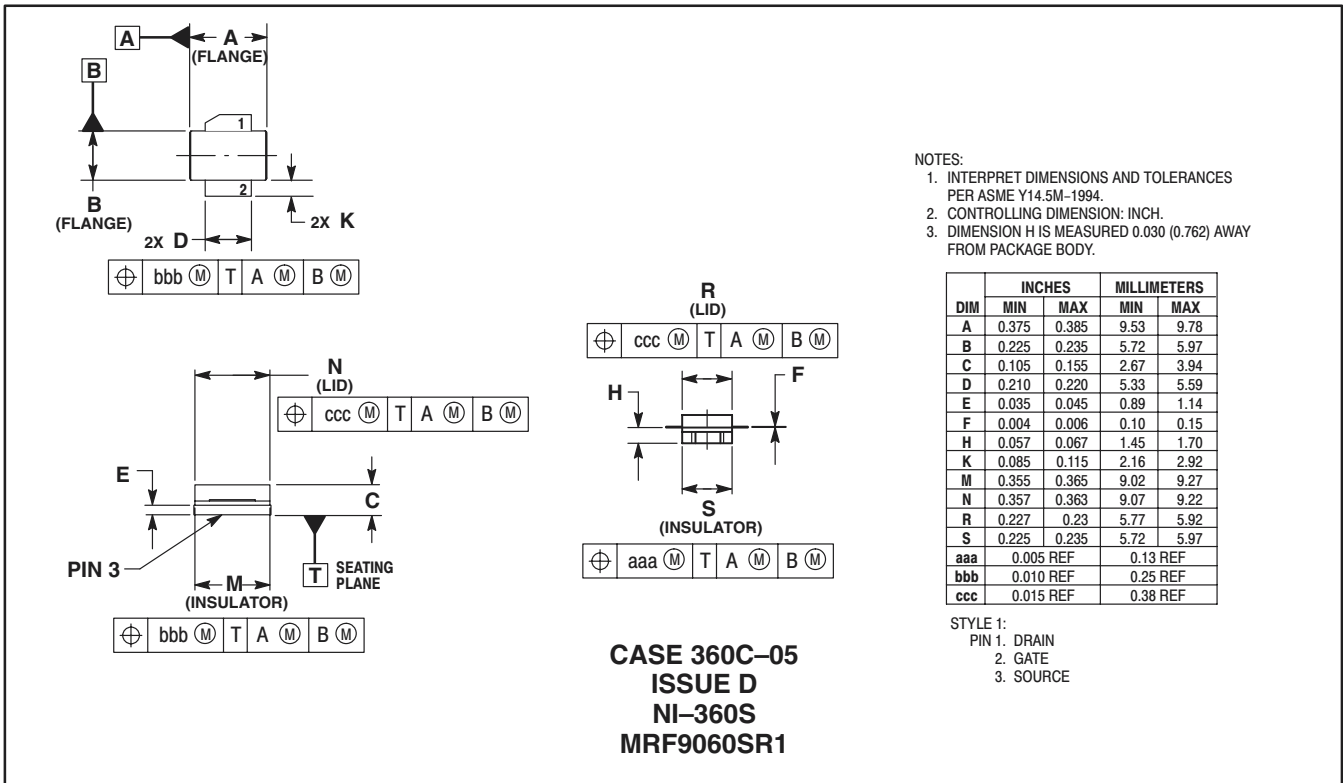 A
A
(FLANGE)
B
1
2
B
(FLANGE)
2X K
2X D
⌖ bbb Ⓜ T A Ⓜ B Ⓜ
N
(LID)
⌖ ccc Ⓜ T A Ⓜ B Ⓜ
E
C
PIN 3
M
(INSULATOR)
T SEATING
PLANE
⌖ bbb Ⓜ T A Ⓜ B Ⓜ
R
(LID)
⌖ ccc Ⓜ T A Ⓜ B Ⓜ
F
H
S
(INSULATOR)
⌖ aaa Ⓜ T A Ⓜ B Ⓜ
CASE 360C–05
ISSUE D
NI–360S
MRF9060SR1
NOTES:
1. INTERPRET DIMENSIONS AND TOLERANCES
PER ASME Y14.5M–1994.
2. CONTROLLING DIMENSION: INCH.
3. DIMENSION H IS MEASURED 0.030 (0.762) AWAY
FROM PACKAGE BODY.
INCHES MILLIMETERS
DIM MIN MAX MIN MAX
A 0.375 0.385 9.53 9.78
B 0.225 0.235 5.72 5.97
C 0.105 0.155 2.67 3.94
D 0.210 0.220 5.33 5.59
E 0.035 0.045 0.89 1.14
F 0.004 0.006 0.10 0.15
H 0.057 0.067 1.45 1.70
K 0.085 0.115 2.16 2.92
M 0.355 0.365 9.02 9.27
N 0.357 0.363 9.07 9.22
R 0.227 0.23 5.77 5.92
S 0.225 0.235 5.72 5.97
aaa 0.005 REF 0.13 REF
bbb 0.010 REF 0.25 REF
ccc 0.015 REF 0.38 REF
STYLE 1:
PIN 1. DRAIN
2. GATE
3. SOURCE